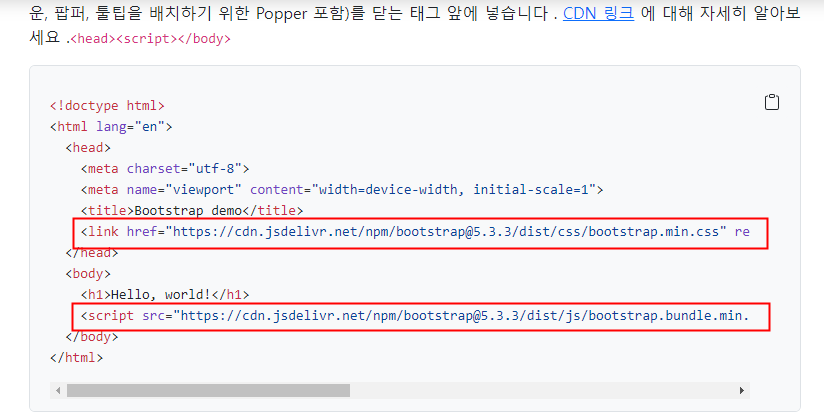 운, 팝퍼, 툴팁을 배치하기 위한 Popper 포함)를 닫는 태그 앞에 넣습니다 . CDN 링크 에 대해 자세히 알아보
세요 .<head><script></body>
<!doctype html>
<html lang="en">
<head>
<meta charset="utf-8">
<meta name="viewport" content="width=device-width, initial-scale=1">
<title>Bootstrap demo</title>
<link href="https://cdn.jsdelivr.net/npm/bootstrap@5.3.3/dist/css/bootstrap.min.css" re
</head>
<body>
<h1>Hello, world!</h1>
<script src="https://cdn.jsdelivr.net/npm/bootstrap@5.3.3/dist/js/bootstrap.bundle.min.
</body>
</html>